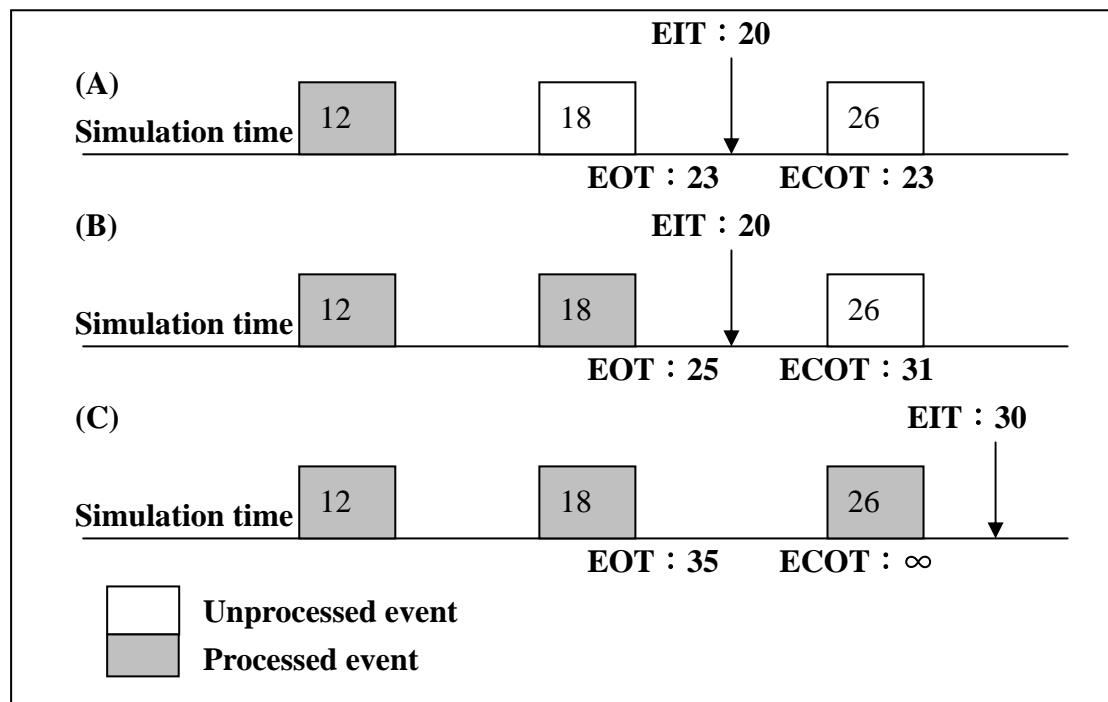 EIT：20
(A)
Simulation time 12 18 26
EOT：23 ECOT：23
(B) EIT：20
Simulation time 12 18 26
EOT：25 ECOT：31
(C) EIT：30
Simulation time 12 18 26
EOT：35 ECOT：∞
Unprocessed event
Processed event